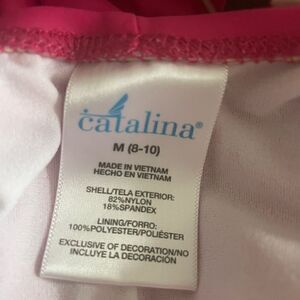 catalina®
M (8-10)
MADE IN VIETNAM
HECHO EN VIETNAM
SHELL/TELA EXTERIOR:
82%NYLON
18%SPANDEX
LINING/FORRO:
100%POLYESTER/POLIÉSTER
EXCLUSIVE OF DECORATION/NO
INCLUYE LA DECORACIÓN